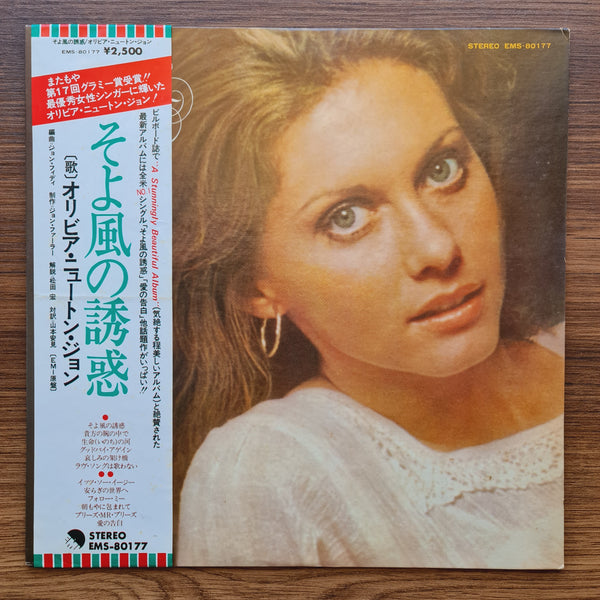 そよ風の誘惑/オリビア・ニュートン・ジョン
EMS-80177 ¥2,500
またもや
第17回グラミー賞受賞!!
最優秀女性シンガーに輝いた
オリビア・ニュートン・ジョン!
ビルボード誌で“A Stunningly Beautiful Album”(気絶する程美しいアルバム)と絶賛された
最新アルバムには全米NO.1シングル「そよ風の誘惑」「愛の告白」他話題作がいっぱい!!
そよ風の誘惑
〔歌〕オリビア・ニュートン・ジョン
編曲・ジョン・ファディ 制作・ジョン・ファーラー 解説・松田 宏 対訳・山本安見 〔EMI原盤〕
●
そよ風の誘惑
貴方の腕の中で
生命(いのち)の河
グッドバイ・アゲイン
哀しみの架け橋
ラヴ・ソングは歌わない
●●
イッツ・ソー・イージー
安らぎの世界へ
フォロー・ミー
朝もやに包まれて
プリーズ・MR・プリーズ
愛の告白
EMI
STEREO
EMS-80177
STEREO EMS-80177